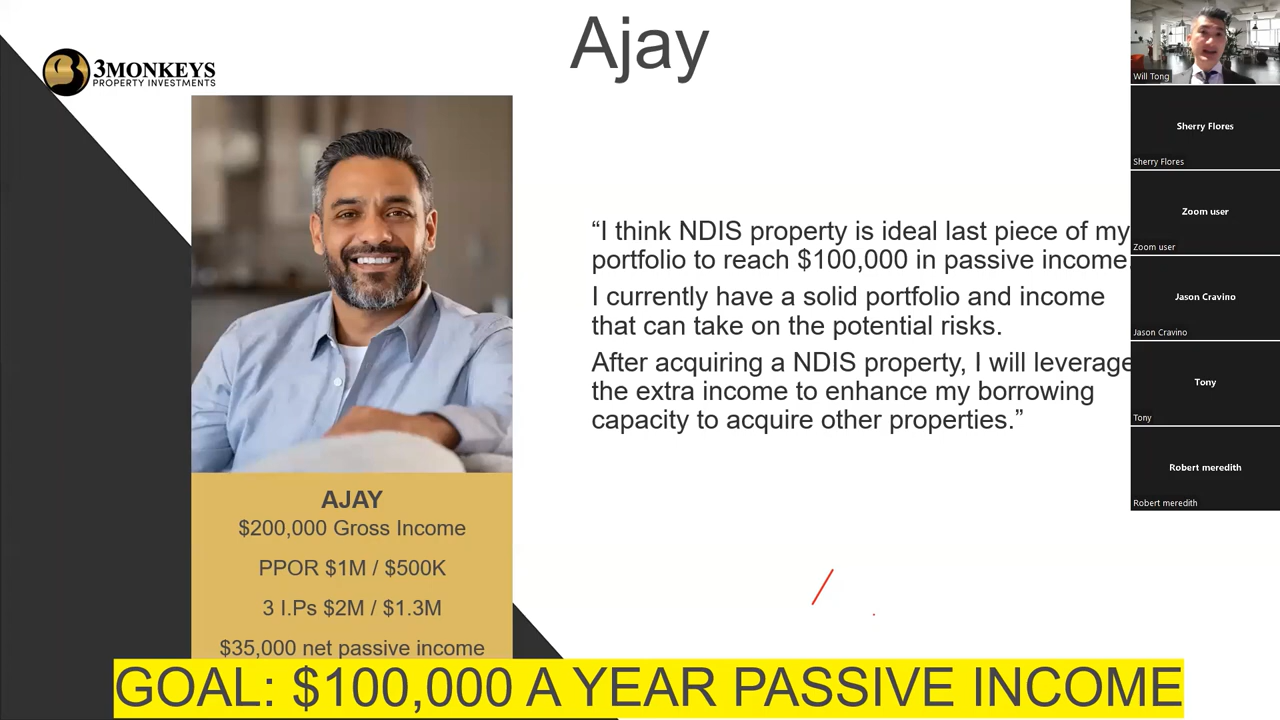 Ajay
3MONKEYS
PROPERTY INVESTMENTS
“I think NDIS property is ideal last piece of my
portfolio to reach $100,000 in passive income.
I currently have a solid portfolio and income
that can take on the potential risks.
After acquiring a NDIS property, I will leverage
the extra income to enhance my borrowing
capacity to acquire other properties.”
AJAY
$200,000 Gross Income
PPOR $1M / $500K
3 I.Ps $2M / $1.3M
$35,000 net passive income
GOAL: $100,000 A YEAR PASSIVE INCOME
Will Tong
Sherry Flores
Sherry Flores
Zoom user
Zoom user
Jason Cravino
Jason Cravino
Tony
Tony
Robert meredith
Robert meredith